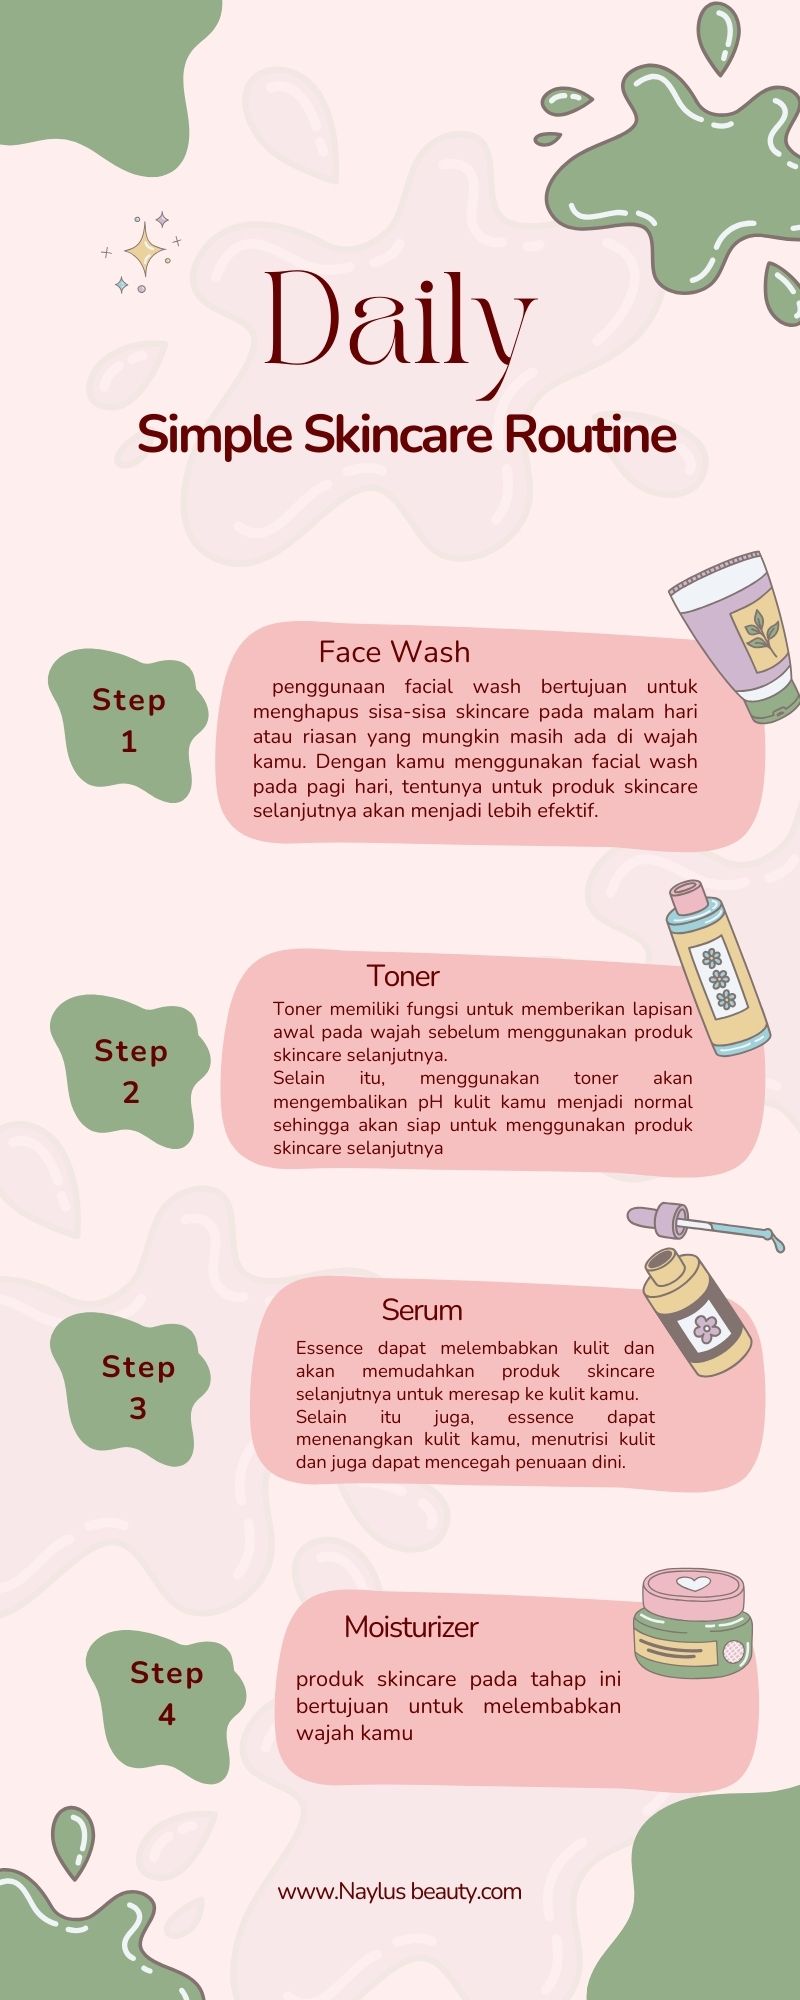 Daily
Simple Skincare Routine
Step
1
Face Wash
penggunaan facial wash bertujuan untuk
menghapus sisa-sisa skincare pada malam hari
atau riasan yang mungkin masih ada di wajah
kamu. Dengan kamu menggunakan facial wash
pada pagi hari, tentunya untuk produk skincare
selanjutnya akan menjadi lebih efektif.
Step
2
Toner
Toner memiliki fungsi untuk memberikan lapisan
awal pada wajah sebelum menggunakan produk
skincare selanjutnya.
Selain itu, menggunakan toner akan
mengembalikan pH kulit kamu menjadi normal
sehingga akan siap untuk menggunakan produk
skincare selanjutnya
Step
3
Serum
Essence dapat melembabkan kulit dan
akan memudahkan produk skincare
selanjutnya untuk meresap ke kulit kamu.
Selain itu juga, essence dapat
menenangkan kulit kamu, menutrisi kulit
dan juga dapat mencegah penuaan dini.
Step
4
Moisturizer
produk skincare pada tahap ini
bertujuan untuk melembabkan
wajah kamu
www.Naylus beauty.com